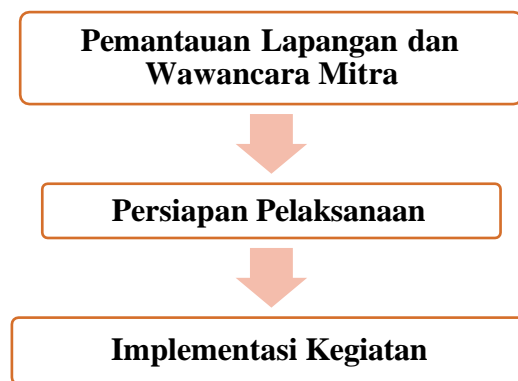 Pemantauan Lapangan dan
Wawancara Mitra
Persiapan Pelaksanaan
Implementasi Kegiatan